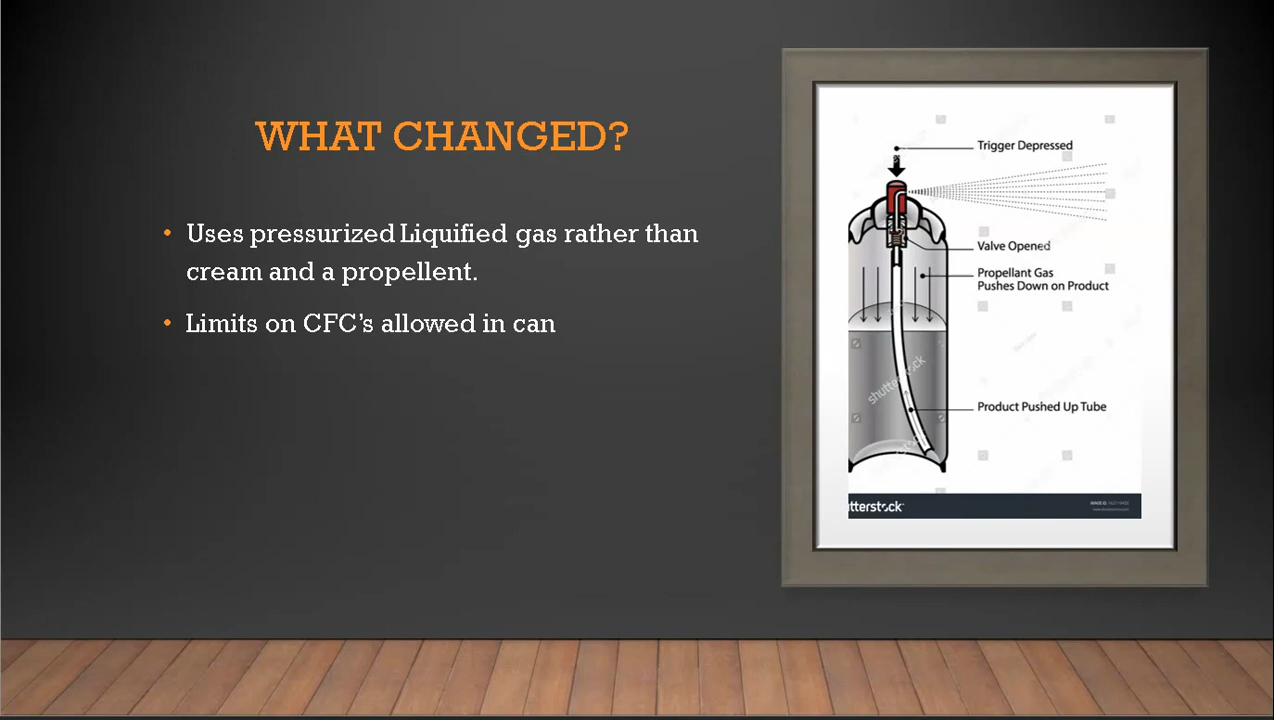 WHAT CHANGED?
• Uses pressurized Liquified gas rather than
cream and a propellent.
• Limits on CFC's allowed in can
Trigger Depressed
Valve Opened
Propellant Gas
Pushes Down on Product
Product Pushed Up Tube
shutterstock
utterstock